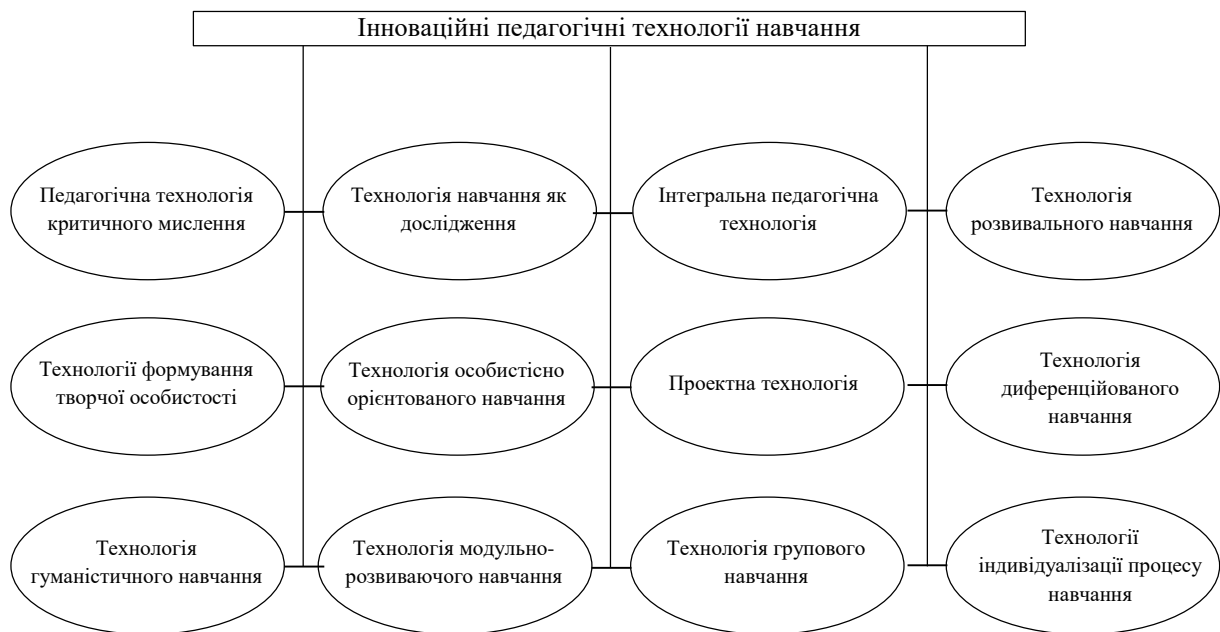 Інноваційні педагогічні технології навчання
Педагогічна технологія
критичного мислення
Технологія навчання як
дослідження
Інтегральна педагогічна
технологія
Технологія
розвивального навчання
Технології формування
творчої особистості
Технологія особистісно
орієнтованого навчання
Проектна технологія
Технологія
диференційованого
навчання
Технологія
гуманістичного навчання
Технологія модульно-
розвиваючого навчання
Технологія групового
навчання
Технології
індивідуалізації процесу
навчання